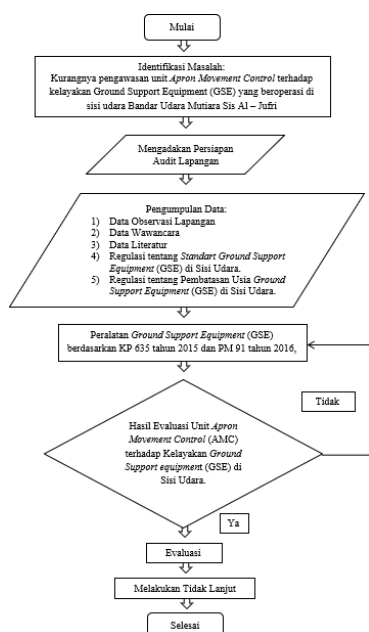 Mulai
Identifikasi Masalah:
Kurangnya pengawasan unit Apron Movement Control terhadap
kelayakan Ground Support Equipment (GSE) yang beroperasi di
sisi udara Bandar Udara Mutiara Sis Al – Jufri
Mengadakan Persiapan
Audit Lapangan
Pengumpulan Data:
1) Data Observasi Lapangan
2) Data Wawancara
3) Data Literatur
4) Regulasi tentang Standart Ground Support
Equipment (GSE) di Sisi Udara.
5) Regulasi tentang Pembatasan Usia Ground
Support Equipment (GSE) di Sisi Udara.
Peralatan Ground Support Equipment (GSE)
berdasarkan KP 635 tahun 2015 dan PM 91 tahun 2016,
Tidak
Hasil Evaluasi Unit Apron
Movement Control (AMC)
terhadap Kelayakan Ground
Support equipment (GSE) di
Sisi Udara.
Ya
Evaluasi
Melakukan Tidak Lanjut
Selesai